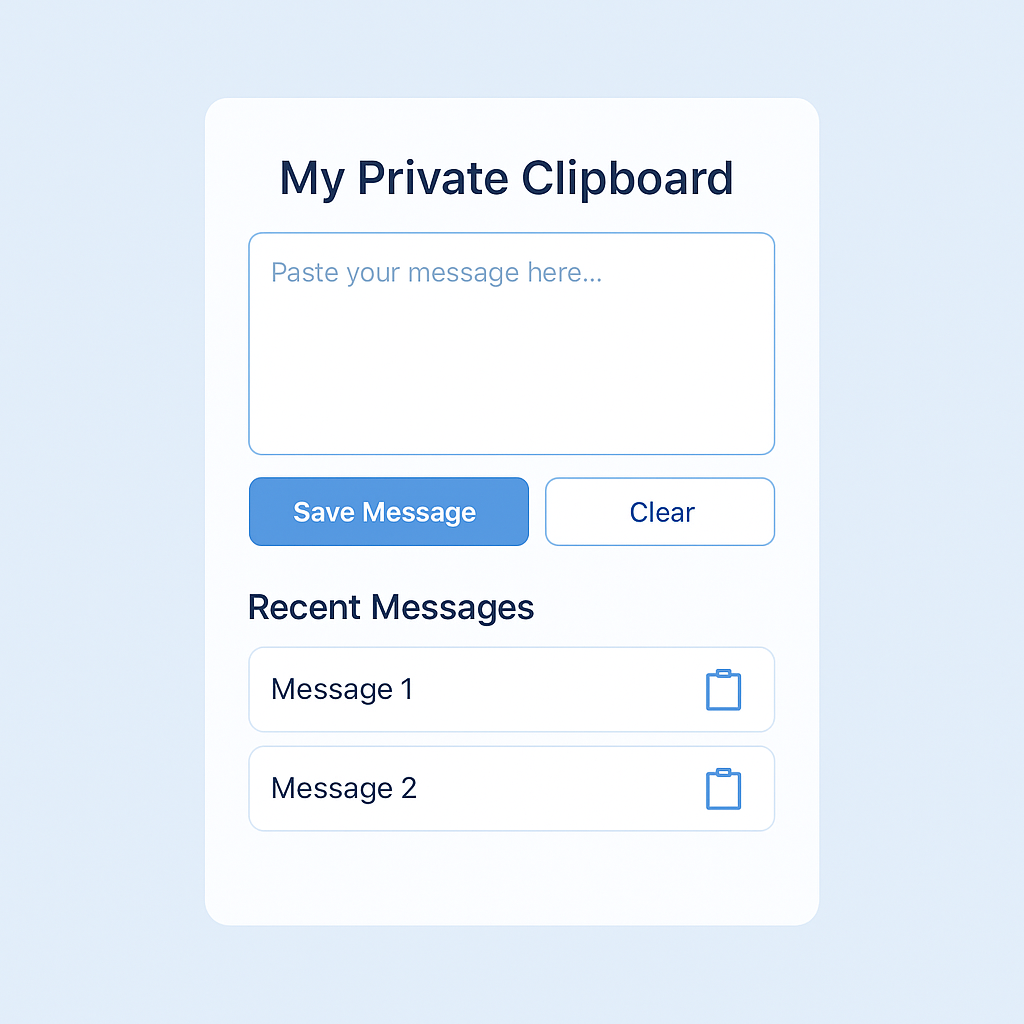 My Private Clipboard
Paste your message here...
Save Message
Clear
Recent Messages
Message 1
Message 2